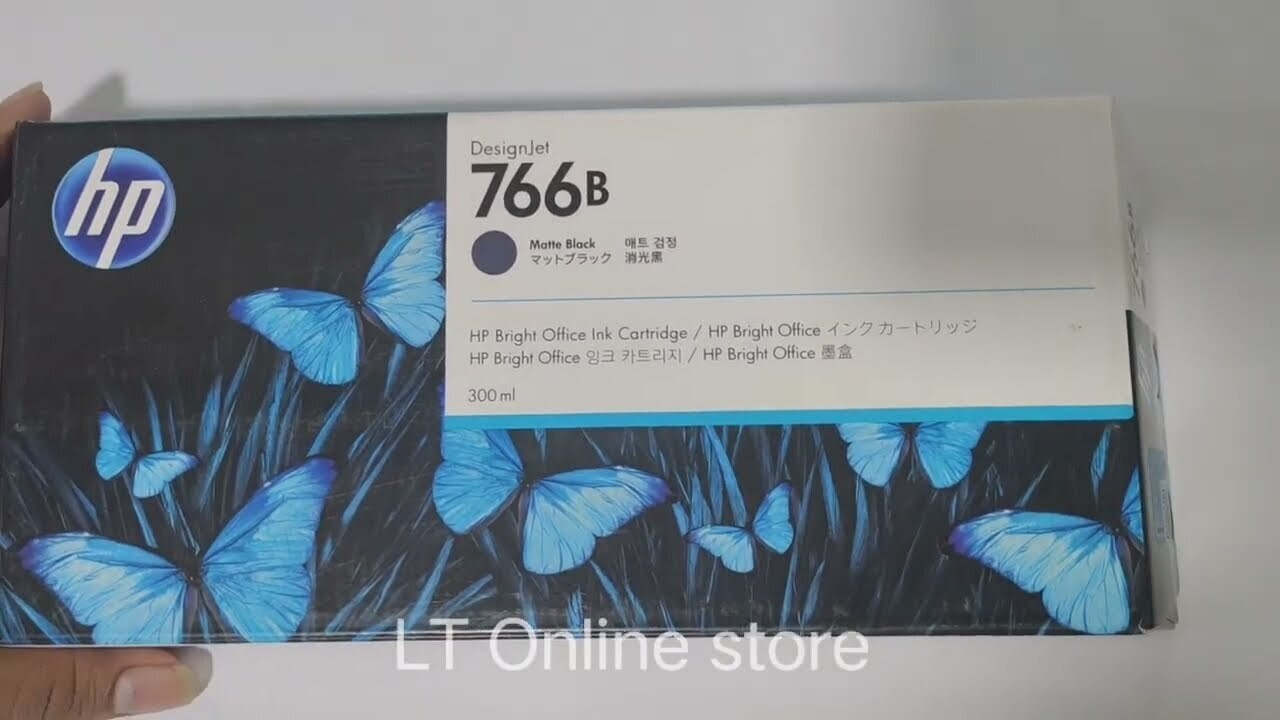 hp
DesignJet
766B
Matte Black 매트 검정
マットブラック 消光黑
HP Bright Office Ink Cartridge / HP Bright Office インク カートリッジ
HP Bright Office 잉크 카트리지 / HP Bright Office 墨盒
300 ml
LT Online store